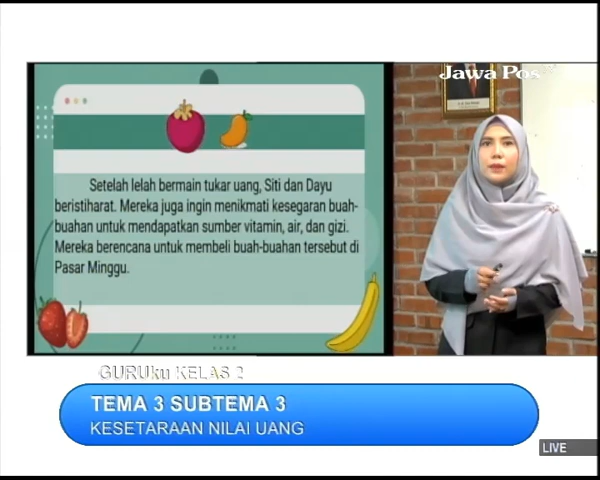 Jawa Pos
Setelah lelah bermain tukar uang, Siti dan Dayu
beristiharat. Mereka juga ingin menikmati kesegaran buah-
buahan untuk mendapatkan sumber vitamin, air, dan gizi.
Mereka berencana untuk membeli buah-buahan tersebut di
Pasar Minggu.
GURUku KELAS 2
TEMA 3 SUBTEMA 3
KESETARAAN NILAI UANG
LIVE